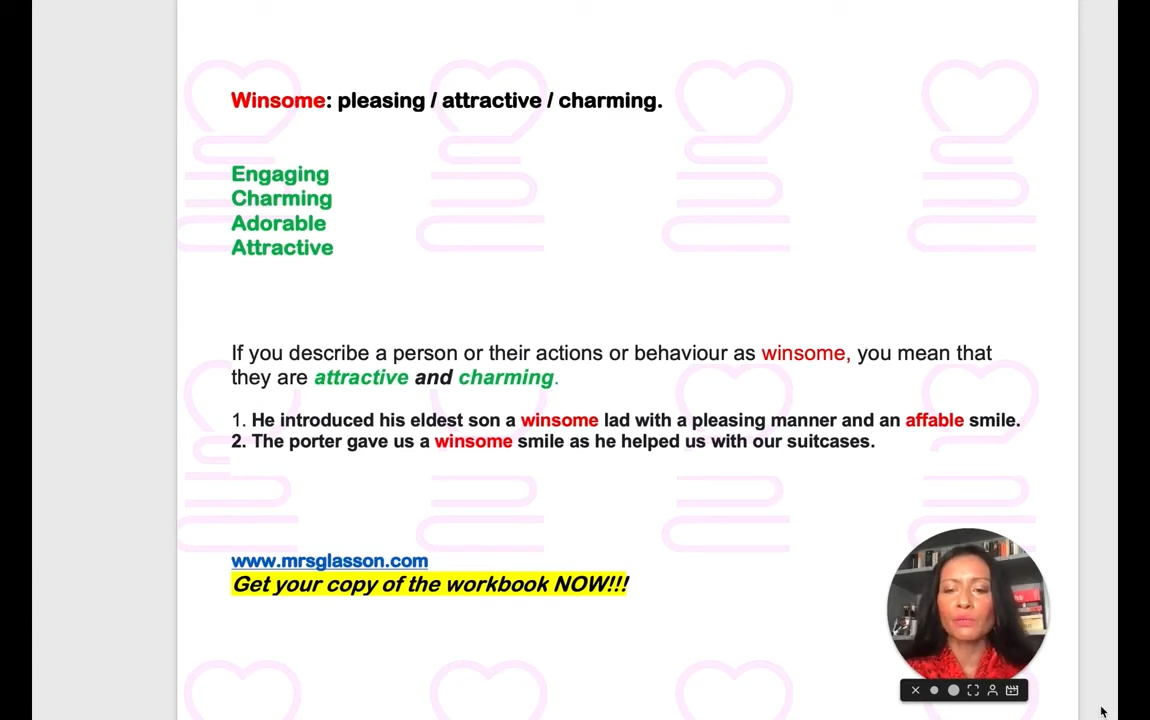 Winsome: pleasing / attractive / charming.
Engaging
Charming
Adorable
Attractive
If you describe a person or their actions or behaviour as winsome, you mean that
they are attractive and charming.
1. He introduced his eldest son a winsome lad with a pleasing manner and an affable smile.
2. The porter gave us a winsome smile as he helped us with our suitcases.
www.mrsglasson.com
Get your copy of the workbook NOW!!!